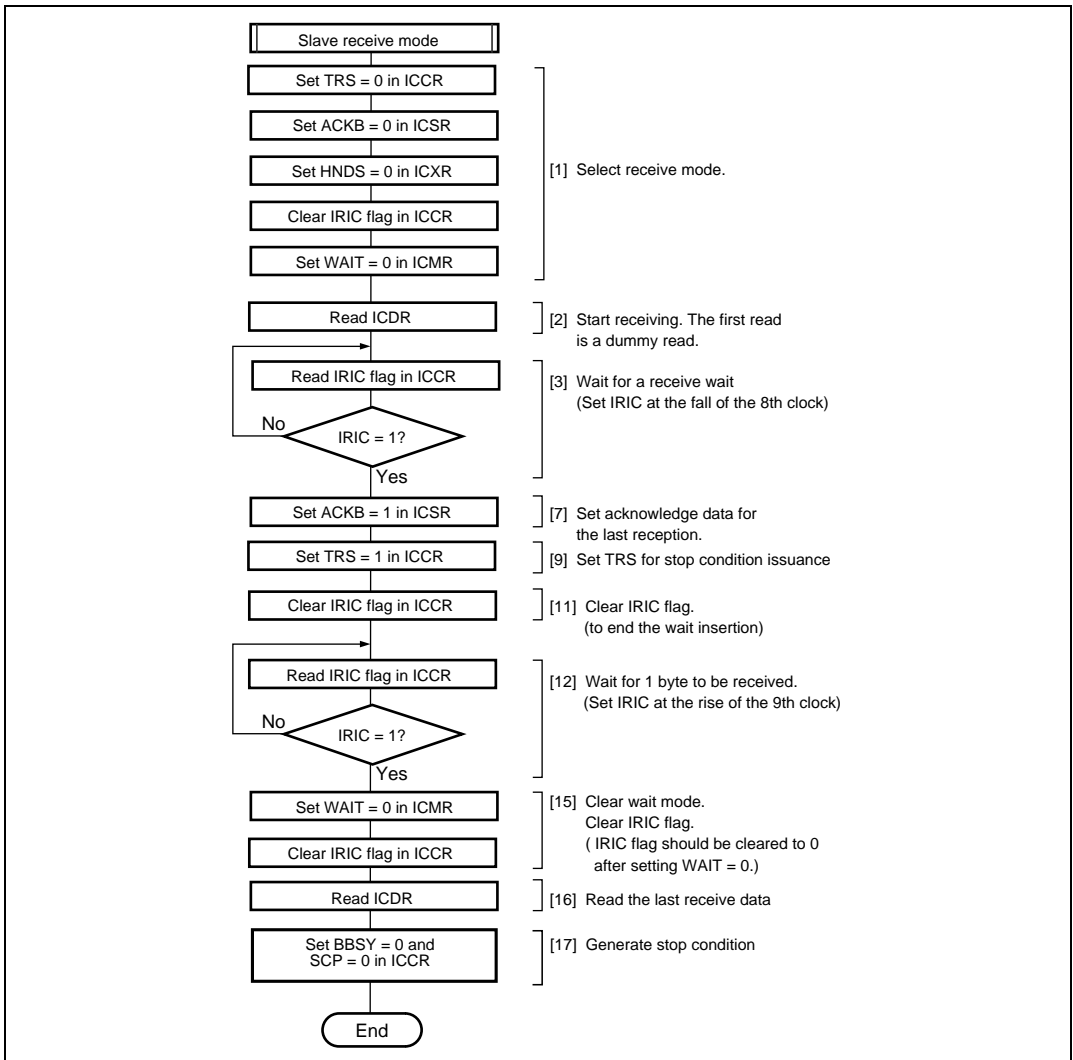 Slave receive mode
Set TRS = 0 in ICCR
Set ACKB = 0 in ICSR
Set HNDS = 0 in ICXR
Clear IRIC flag in ICCR
Set WAIT = 0 in ICMR
[1] Select receive mode.
Read ICDR
[2] Start receiving. The first read
is a dummy read.
Read IRIC flag in ICCR
[3] Wait for a receive wait
(Set IRIC at the fall of the 8th clock)
No
IRIC = 1?
Yes
Set ACKB = 1 in ICSR
[7] Set acknowledge data for
the last reception.
Set TRS = 1 in ICCR
[9] Set TRS for stop condition issuance
Clear IRIC flag in ICCR
[11] Clear IRIC flag.
(to end the wait insertion)
Read IRIC flag in ICCR
[12] Wait for 1 byte to be received.
(Set IRIC at the rise of the 9th clock)
No
IRIC = 1?
Yes
Set WAIT = 0 in ICMR
Clear IRIC flag in ICCR
[15] Clear wait mode.
Clear IRIC flag.
( IRIC flag should be cleared to 0
after setting WAIT = 0.)
Read ICDR
[16] Read the last receive data
Set BBSY = 0 and
SCP = 0 in ICCR
[17] Generate stop condition
End